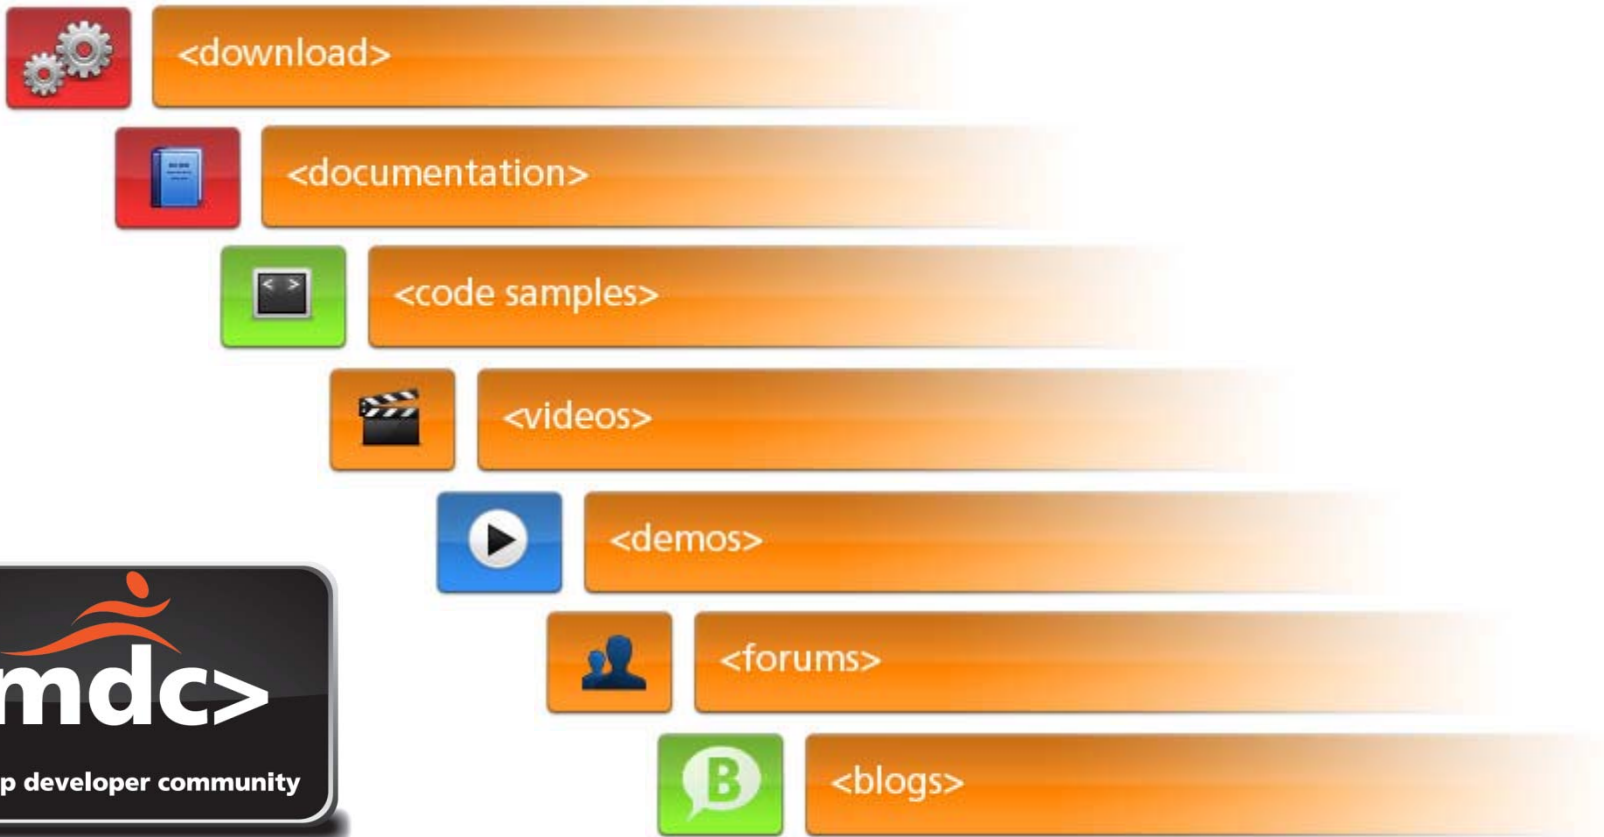 <download>
<documentation>
<code samples>
< >
<videos>
<demos>
<forums>
mdc>
p developer community
B
<blogs>